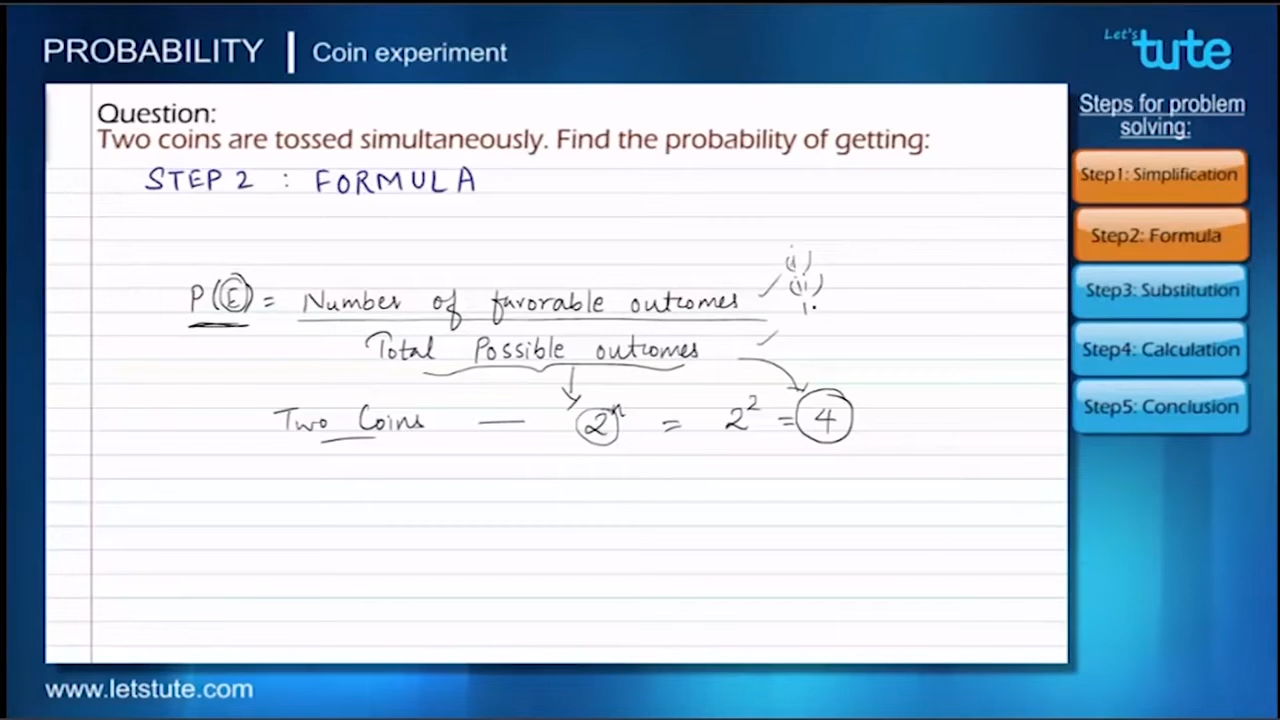 PROBABILITY | Coin experiment
Let's tute
Question:
Two coins are tossed simultaneously. Find the probability of getting:
STEP 2 : FORMULA
P(E) = Number of favorable outcomes
Total Possible outcomes
(i)
(ii)
Two Coins — 2ⁿ = 2² = 4
Steps for problem
solving:
Step1: Simplification
Step2: Formula
Step3: Substitution
Step4: Calculation
Step5: Conclusion
www.letstute.com